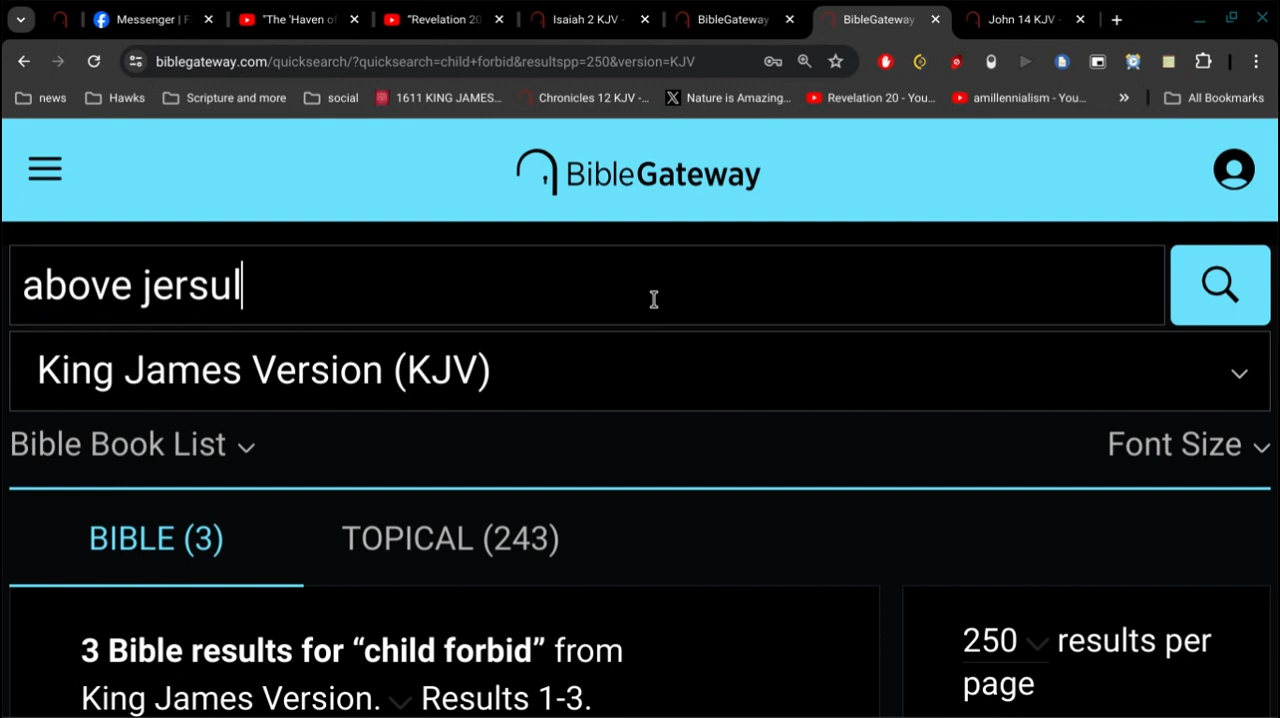 Messenger | F
"The 'Haven of
"Revelation 20
Isaiah 2 KJV -
BibleGateway
BibleGateway
John 14 KJV -
biblegateway.com/quicksearch/?quicksearch=child+forbid&resultspp=250&version=KJV
news
Hawks
Scripture and more
social
1611 KING JAMES...
Chronicles 12 KJV -...
Nature is Amazing...
Revelation 20 - You...
amillennialism - You...
All Bookmarks
BibleGateway
above jersul
King James Version (KJV)
Bible Book List
Font Size
BIBLE (3)
TOPICAL (243)
3 Bible results for “child forbid” from
King James Version. Results 1-3.
250 results per
page